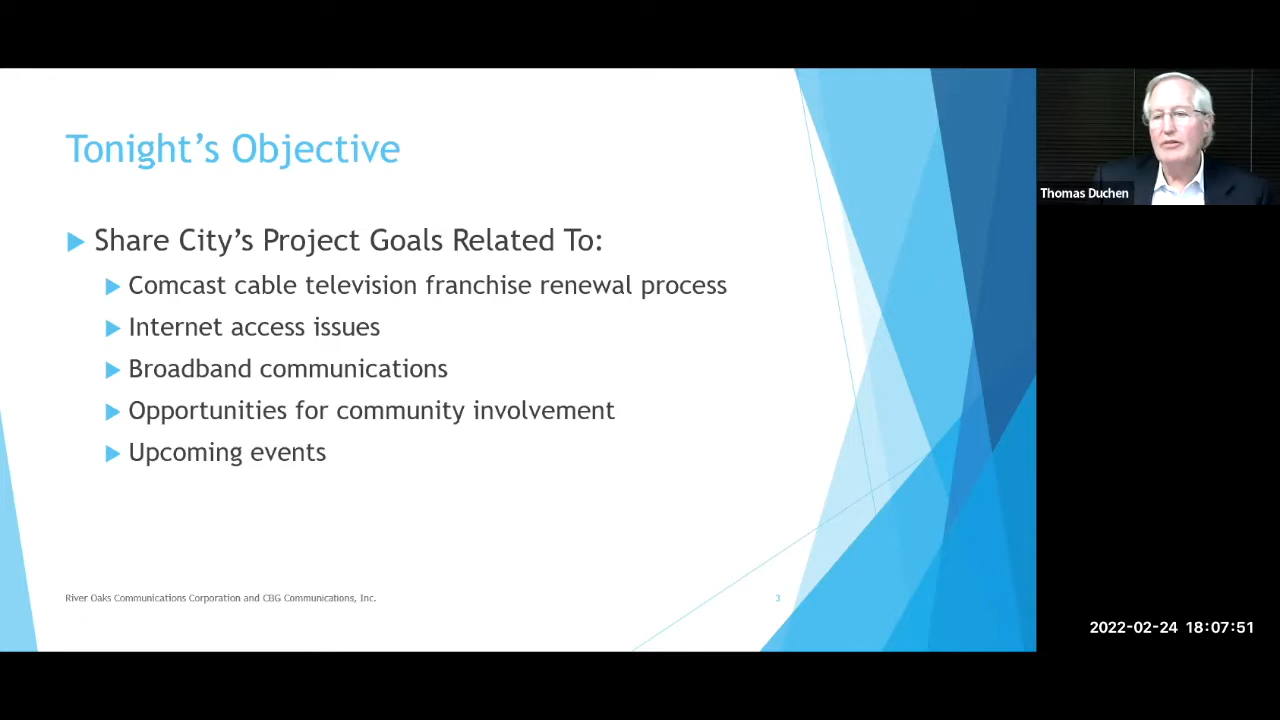 Tonight's Objective
Share City's Project Goals Related To:
Comcast cable television franchise renewal process
Internet access issues
Broadband communications
Opportunities for community involvement
Upcoming events
River Oaks Communications Corporation and CBG Communications, Inc.
3
Thomas Duchen
2022-02-24 18:07:51